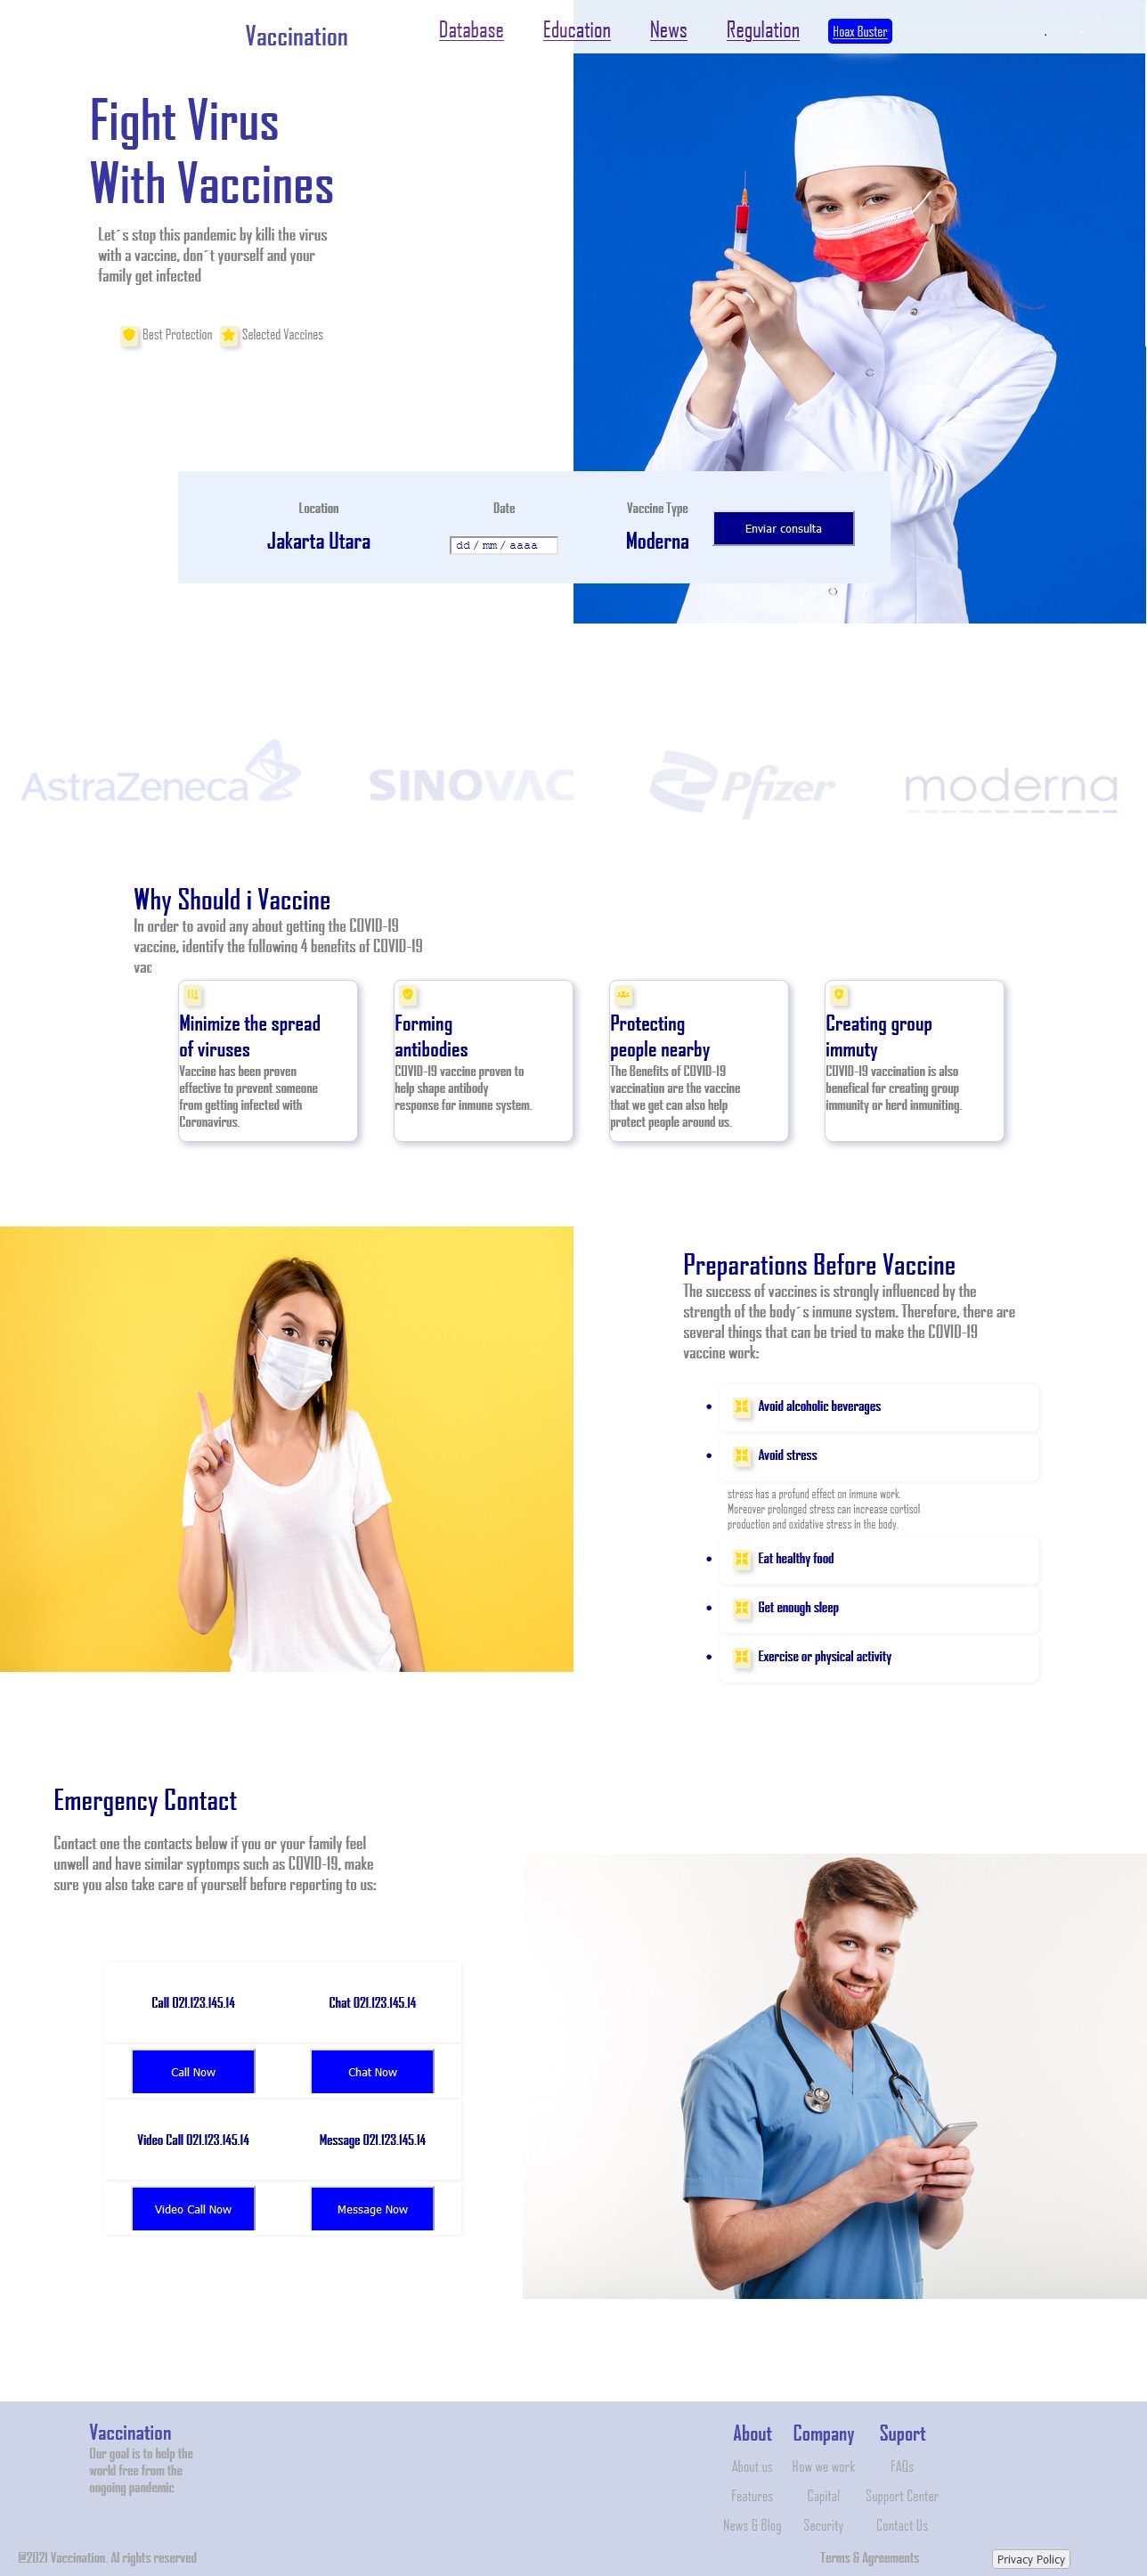 Vaccination
Database Education News Regulation Hoax Buster
Fight Virus
With Vaccines
Let´s stop this pandemic by killi the virus
with a vaccine, don´t yourself and your
family get infected
Best Protection Selected Vaccines
Location Date Vaccine Type
Jakarta Utara dd / mm / aaaa Moderna Enviar consulta
AstraZeneca SINOVAC Pfizer moderna
Why Should i Vaccine
In order to avoid any about getting the COVID-19
vaccine, identify the following 4 benefits of COVID-19
vac
Minimize the spread
of viruses
Vaccine has been proven
effective to prevent someone
from getting infected with
Coronavirus.
Forming
antibodies
COVID-19 vaccine proven to
help shape antibody
response for inmune system.
Protecting
people nearby
The Benefits of COVID-19
vaccination are the vaccine
that we get can also help
protect people around us.
Creating group
immuty
COVID-19 vaccination is also
benefical for creating group
immunity or herd inmuniting.
Preparations Before Vaccine
The success of vaccines is strongly influenced by the
strength of the body´s inmune system. Therefore, there are
several things that can be tried to make the COVID-19
vaccine work:
• Avoid alcoholic beverages
• Avoid stress
stress has a profund effect on inmune work.
Moreover prolonged stress can increase cortisol
production and oxidative stress in the body.
• Eat healthy food
• Get enough sleep
• Exercise or physical activity
Emergency Contact
Contact one the contacts below if you or your family feel
unwell and have similar syptomps such as COVID-19, make
sure you also take care of yourself before reporting to us:
Call 021.123.145.14 Chat 021.123.145.14
Call Now Chat Now
Video Call 021.123.145.14 Message 021.123.145.14
Video Call Now Message Now
Vaccination
Our goal is to help the
world free from the
ongoing pandemic
About Company Suport
About us How we work FAQs
Features Capital Support Center
News & Blog Security Contact Us
@2021 Vaccination. Al rights reserved Terms & Agreements Privacy Policy